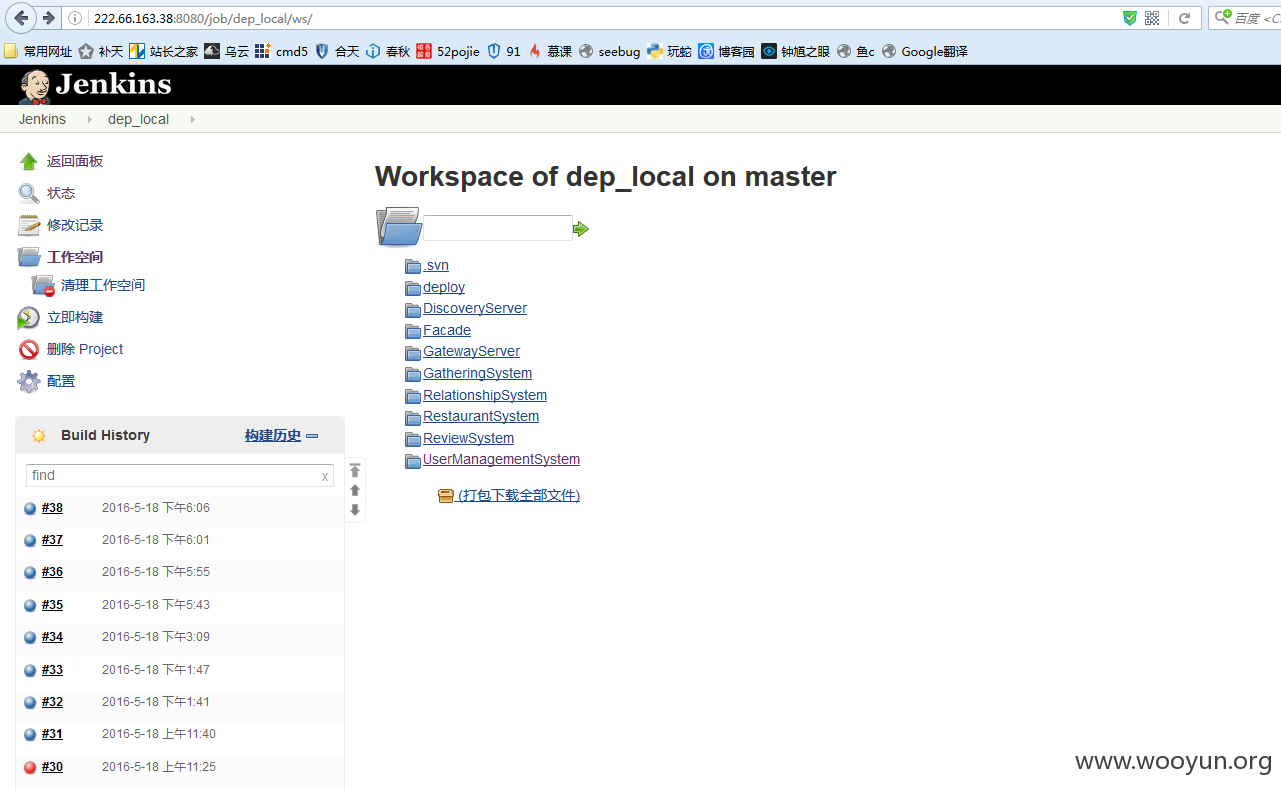 222.66.163.38:8080/job/dep_local/ws/
百度 <C
常用网址 补天 站长之家 乌云 cmd5 合天 春秋 52pojie 91 慕课 seebug 玩蛇 博客园 钟馗之眼 鱼c Google翻译
Jenkins
Jenkins dep_local
返回面板
状态
修改记录
工作空间
清理工作空间
立即构建
删除 Project
配置
Build History 构建历史
find x
#38 2016-5-18 下午6:06
#37 2016-5-18 下午6:01
#36 2016-5-18 下午5:55
#35 2016-5-18 下午5:43
#34 2016-5-18 下午3:09
#33 2016-5-18 下午1:47
#32 2016-5-18 下午1:41
#31 2016-5-18 上午11:40
#30 2016-5-18 上午11:25
Workspace of dep_local on master
.svn
deploy
DiscoveryServer
Facade
GatewayServer
GatheringSystem
RelationshipSystem
RestaurantSystem
ReviewSystem
UserManagementSystem
(打包下载全部文件)
www.wooyun.org